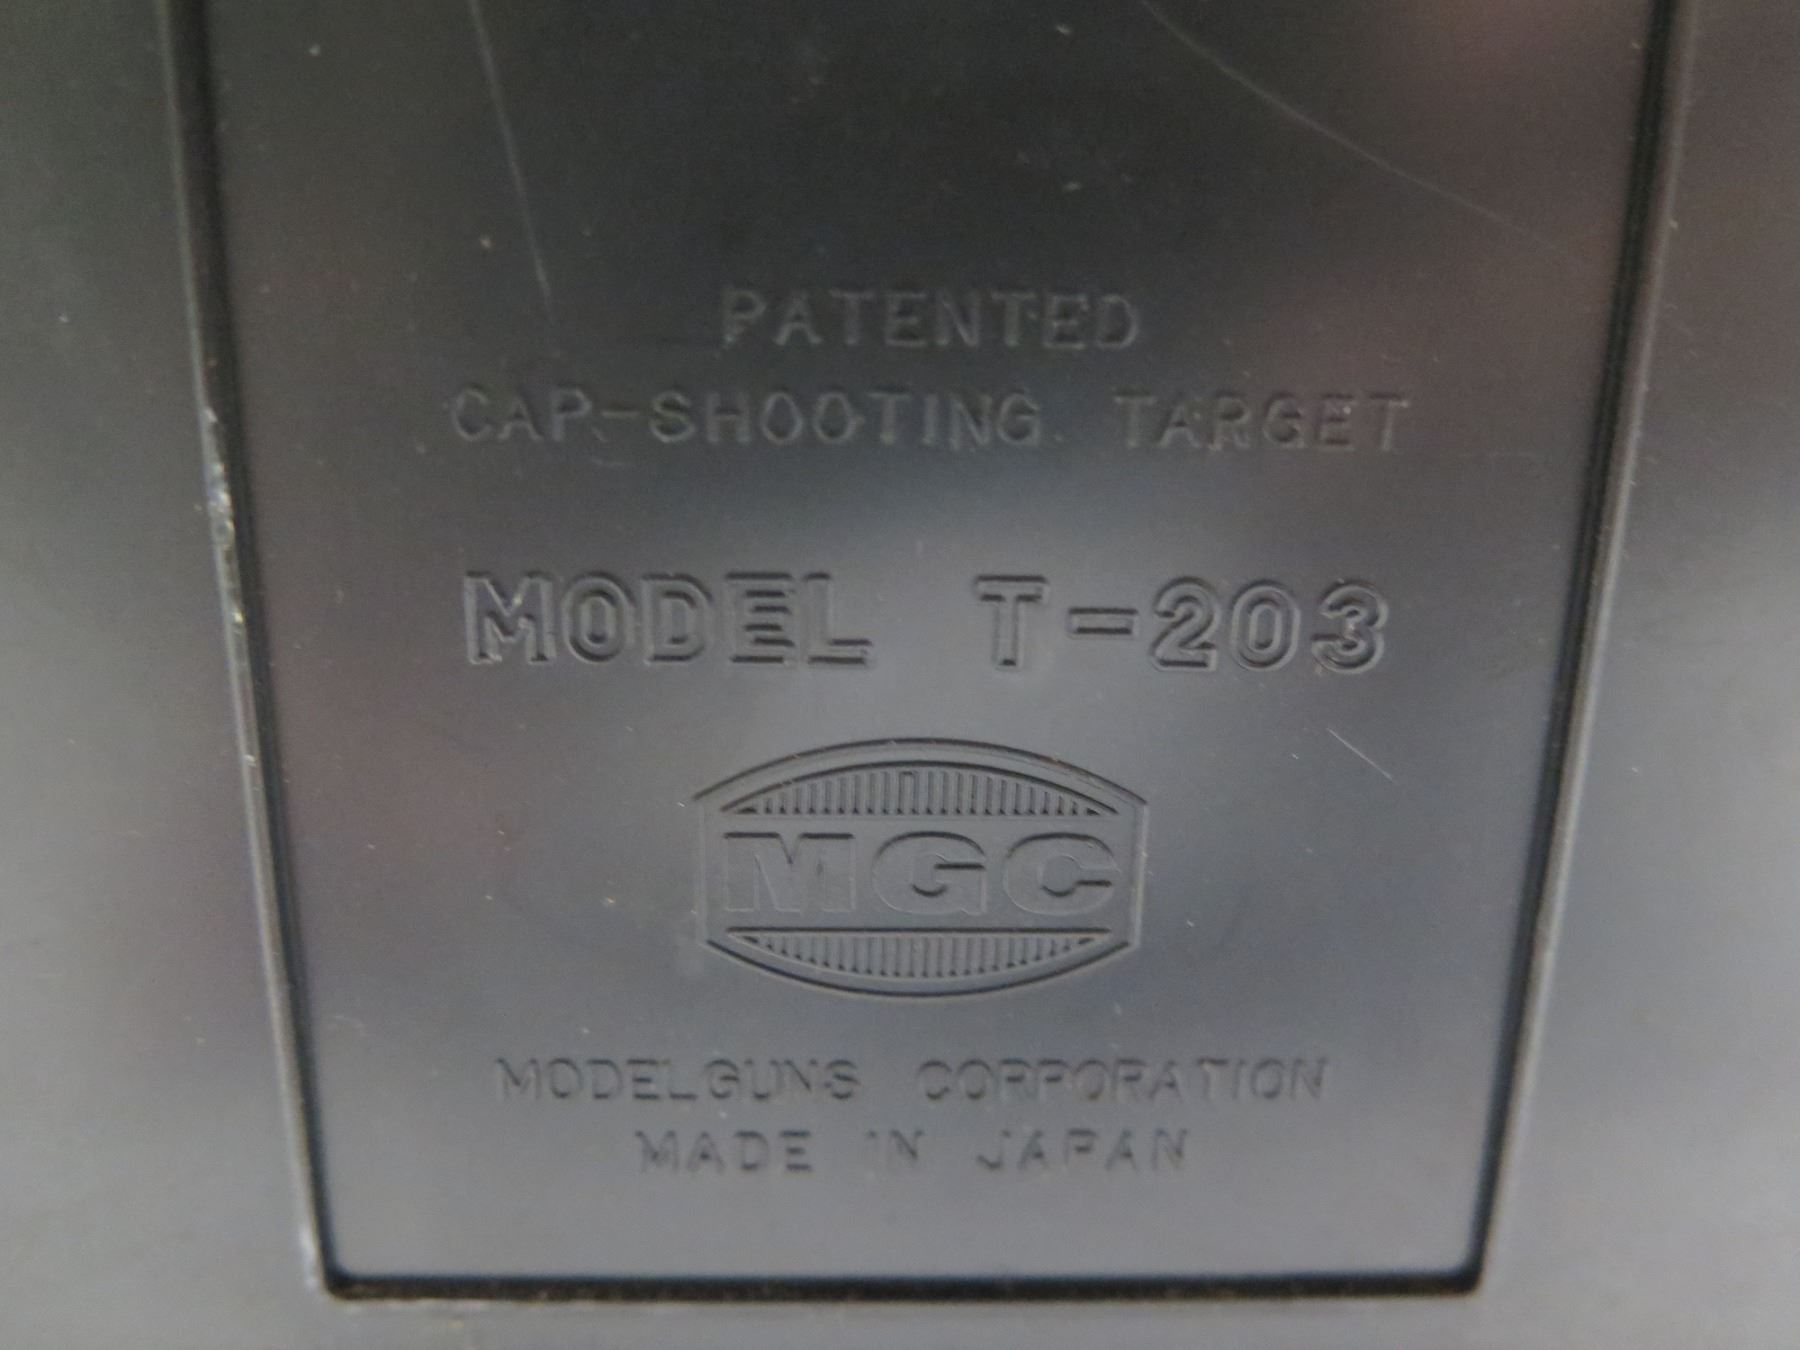 PATENTED
CAP-SHOOTING TARGET
MODEL T-203
MGC
MODELGUNS CORPORATION
MADE IN JAPAN